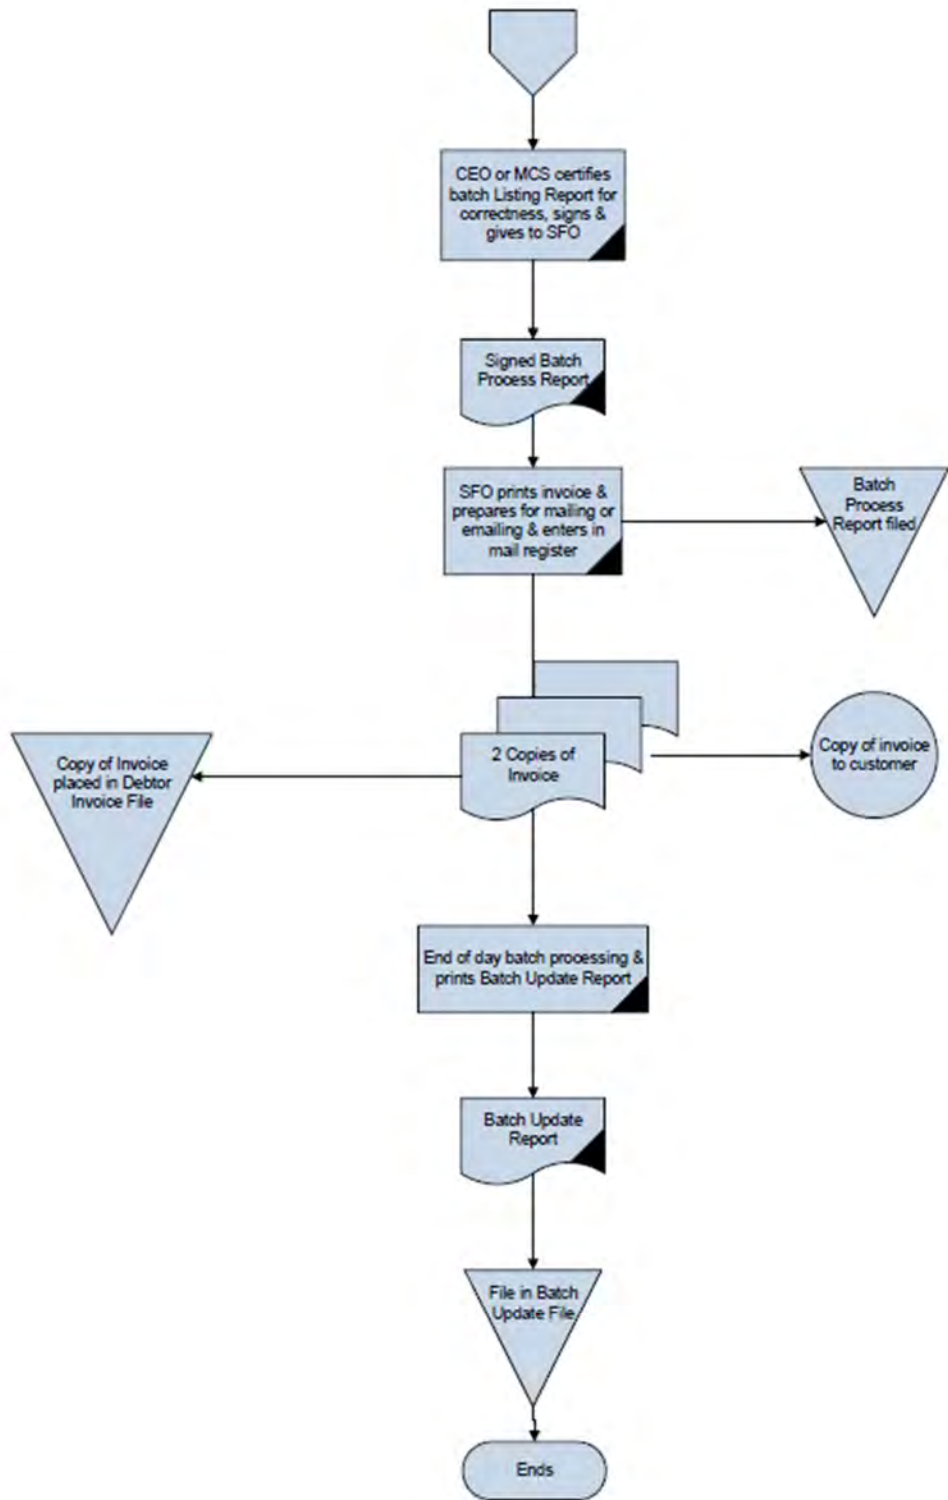 CEO or MCS certifies
batch Listing Report for
correctness, signs &
gives to SFO
Signed Batch
Process Report
SFO prints invoice &
prepares for mailing or
emailing & enters in
mail register
Batch
Process
Report filed
2 Copies of
Invoice
Copy of invoice
to customer
Copy of Invoice
placed in Debtor
Invoice File
End of day batch processing &
prints Batch Update Report
Batch Update
Report
File in Batch
Update File
Ends